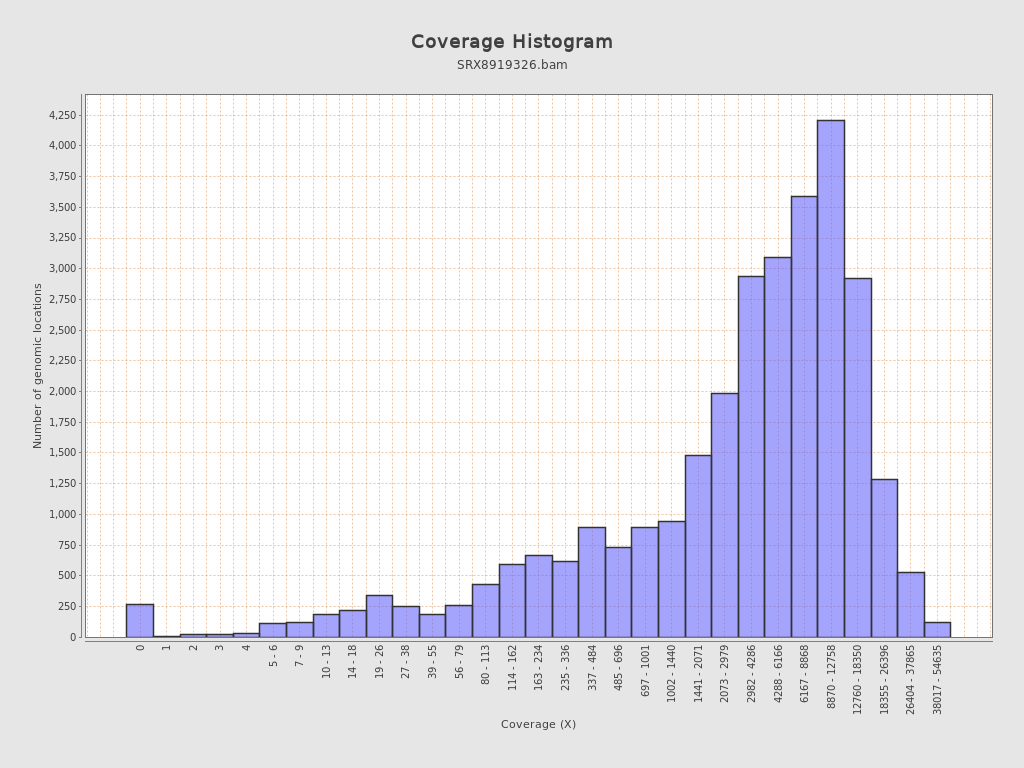 Coverage Histogram
SRX8919326.bam
Number of genomic locations
4,250
4,000
3,750
3,500
3,250
3,000
2,750
2,500
2,250
2,000
1,750
1,500
1,250
1,000
750
500
250
0
0
1
2
3
4
5 - 6
7 - 9
10 - 13
14 - 18
19 - 26
27 - 38
39 - 55
56 - 79
80 - 113
114 - 162
163 - 234
235 - 336
337 - 484
485 - 696
697 - 1001
1002 - 1440
1441 - 2071
2073 - 2979
2982 - 4286
4288 - 6166
6167 - 8868
8870 - 12758
12760 - 18350
18355 - 26396
26404 - 37865
38017 - 54635
Coverage (X)